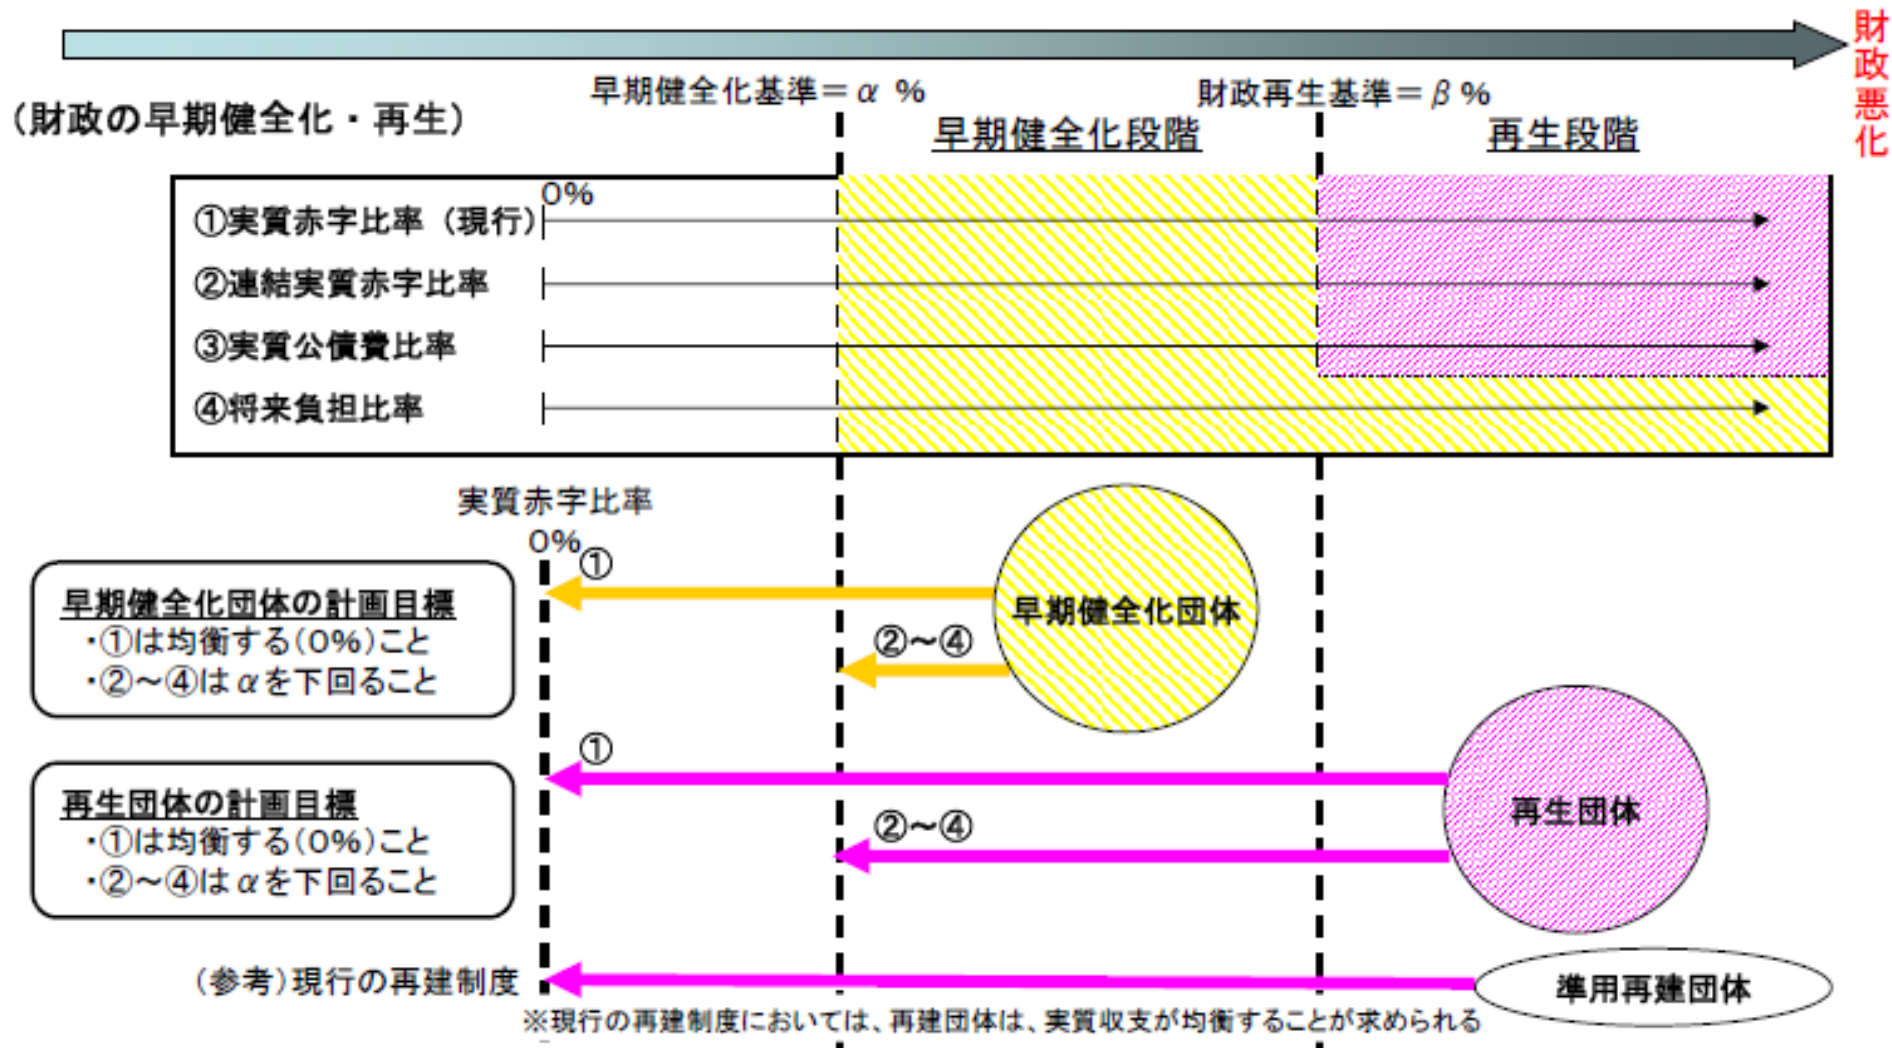 財政悪化
早期健全化基準＝α %
財政再生基準＝β %
（財政の早期健全化・再生）
早期健全化段階
再生段階
0%
①実質赤字比率（現行）
②連結実質赤字比率
③実質公債費比率
④将来負担比率
実質赤字比率
0%
①
早期健全化団体の計画目標
・①は均衡する(0%)こと
・②～④はαを下回ること
早期健全化団体
②～④
①
再生団体の計画目標
・①は均衡する(0%)こと
・②～④はαを下回ること
②～④
再生団体
（参考）現行の再建制度
準用再建団体
※現行の再建制度においては、再建団体は、実質収支が均衡することが求められる